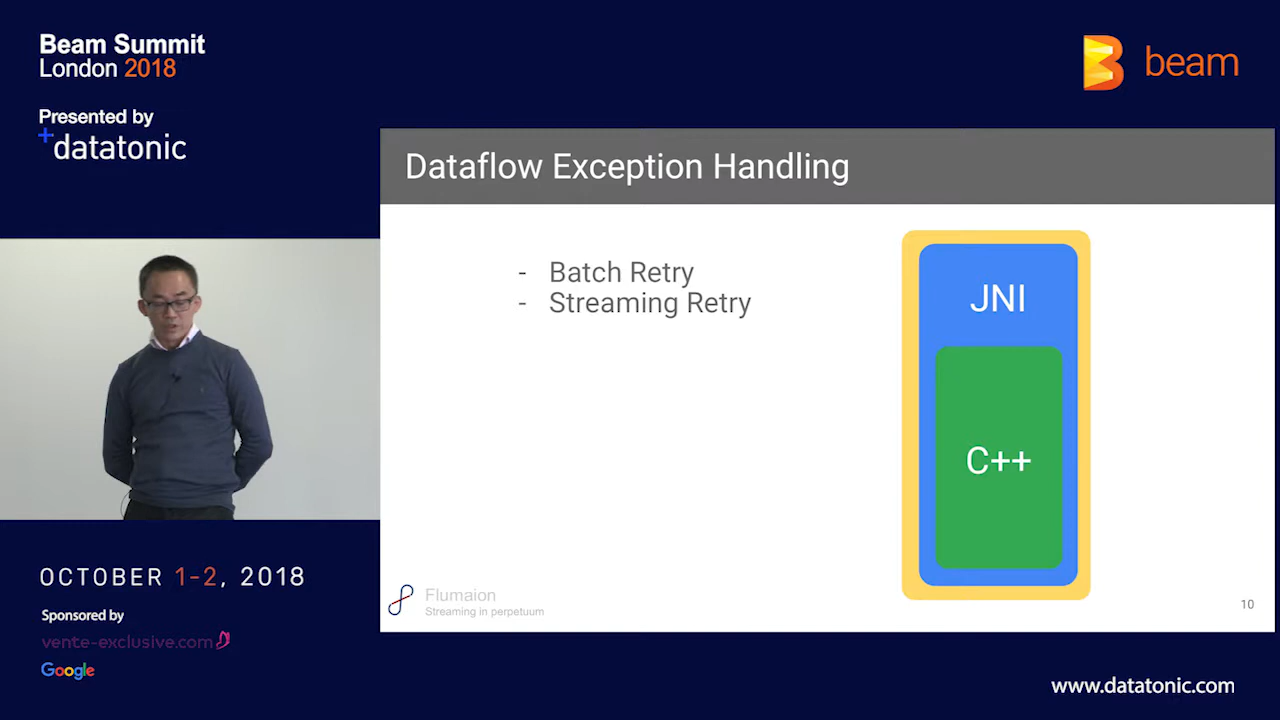 Beam Summit
London 2018
Presented by
datatonic
beam
Dataflow Exception Handling
- Batch Retry
- Streaming Retry
JNI
C++
Flumaion
Streaming in perpetuum
10
OCTOBER 1-2, 2018
Sponsored by
vente-exclusive.com
Google
www.datatonic.com